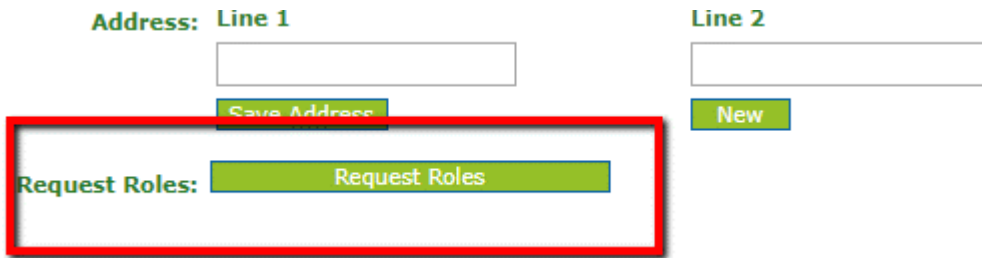 Address: Line 1 Line 2
Save Address New
Request Roles: Request Roles